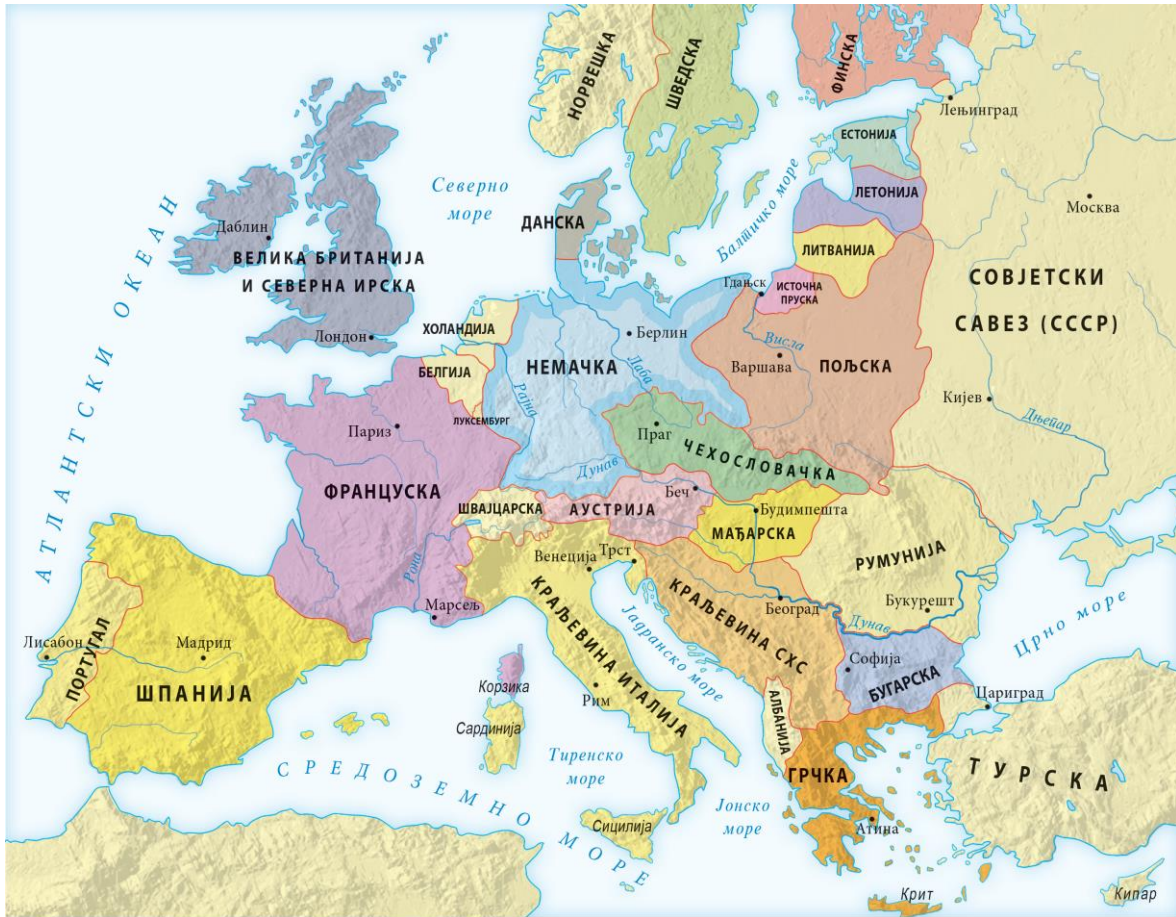 НОРВЕШКА
ШВЕДСКА
ФИНСКА
Лењинград
ЕСТОНИЈА
Северно
море
ДАНСКА
Балтичко море
ЛЕТОНИЈА
Москва
АТЛАНТСКИ ОКЕАН
Даблин
ВЕЛИКА БРИТАНИЈА
И СЕВЕРНА ИРСКА
ЛИТВАНИЈА
Гдањск
ИСТОЧНА
ПРУСКА
СОВЈЕТСКИ
САВЕЗ (СССР)
Лондон
ХОЛАНДИЈА
Берлин
Висла
БЕЛГИЈА
НЕМАЧКА
Лаба
Варшава
ПОЉСКА
Рајна
Кијев
Дњепар
ЛУКСЕМБУРГ
Париз
Праг
ЧЕХОСЛОВАЧКА
Дунав
ФРАНЦУСКА
Беч
ШВАЈЦАРСКА
АУСТРИЈА
Будимпешта
МАЂАРСКА
Рона
Венеција
Трст
РУМУНИЈА
Марсељ
КРАЉЕВИНА ИТАЛИЈА
Јадранско море
КРАЉЕВИНА СХС
Београд
Букурешт
Дунав
Црно море
Лисабон
ПОРТУГАЛ
Мадрид
ШПАНИЈА
Корзика
Рим
Софија
БУГАРСКА
Цариград
Сардинија
АЛБАНИЈА
Тиренско
море
СРЕДОЗЕМНО МОРЕ
ГРЧКА
ТУРСКА
Јонско
море
Сицилија
Атина
Крит
Кипар